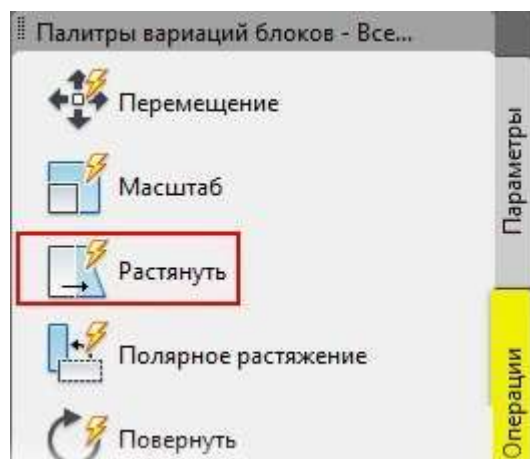 Палитры вариаций блоков - Все...
Перемещение
Масштаб
Растянуть
Полярное растяжение
Повернуть
Параметры
Операции